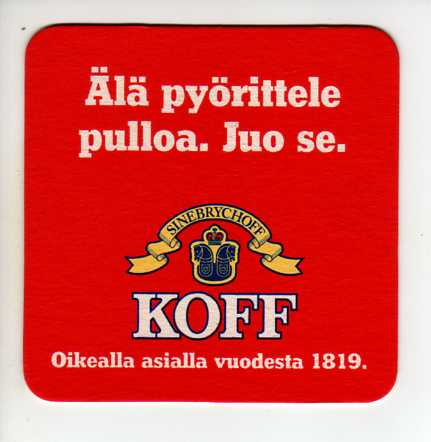 Älä pyörittele
pulloa. Juo se.
SINEBRYCHOFF
KOFF
Oikealla asialla vuodesta 1819.